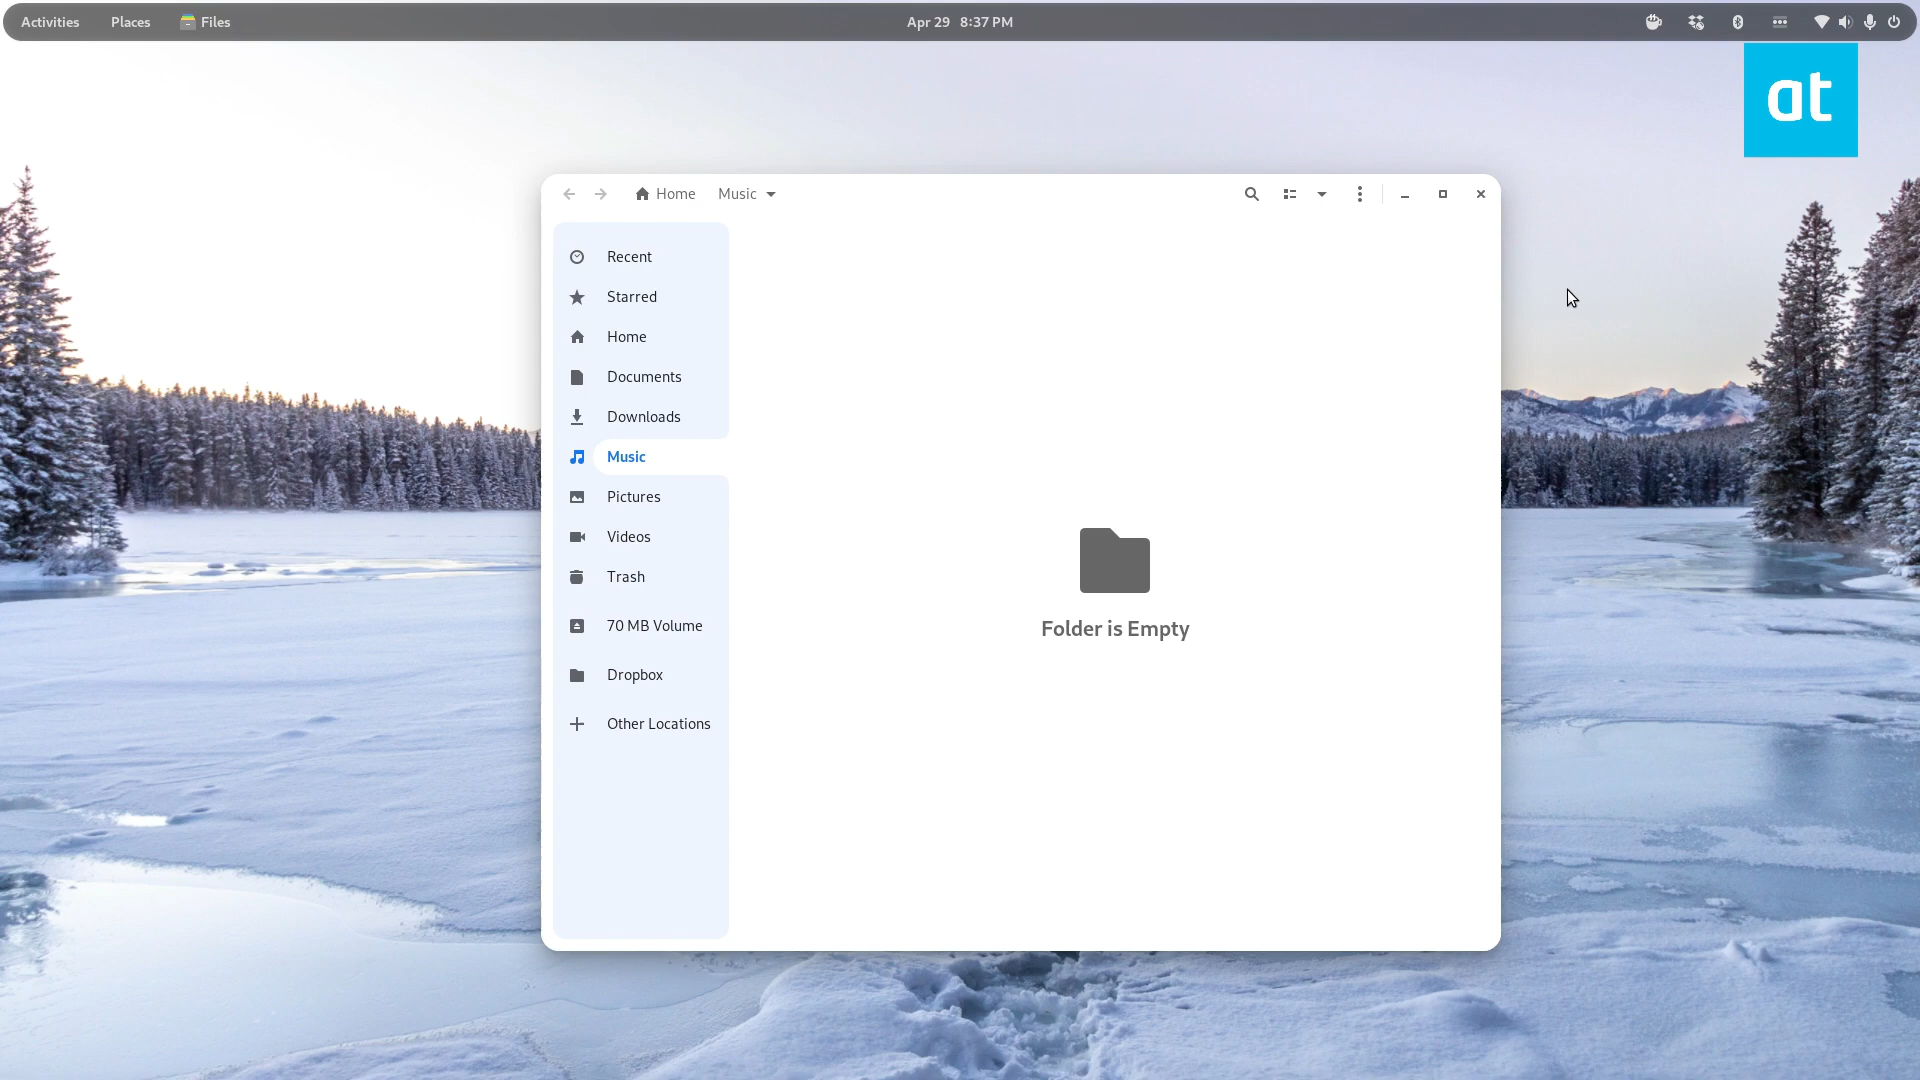 Activities Places Files Apr 29 8:37 PM
at
Home Music
Recent
Starred
Home
Documents
Downloads
Music
Pictures
Videos
Trash
70 MB Volume
Dropbox
Other Locations
Folder is Empty